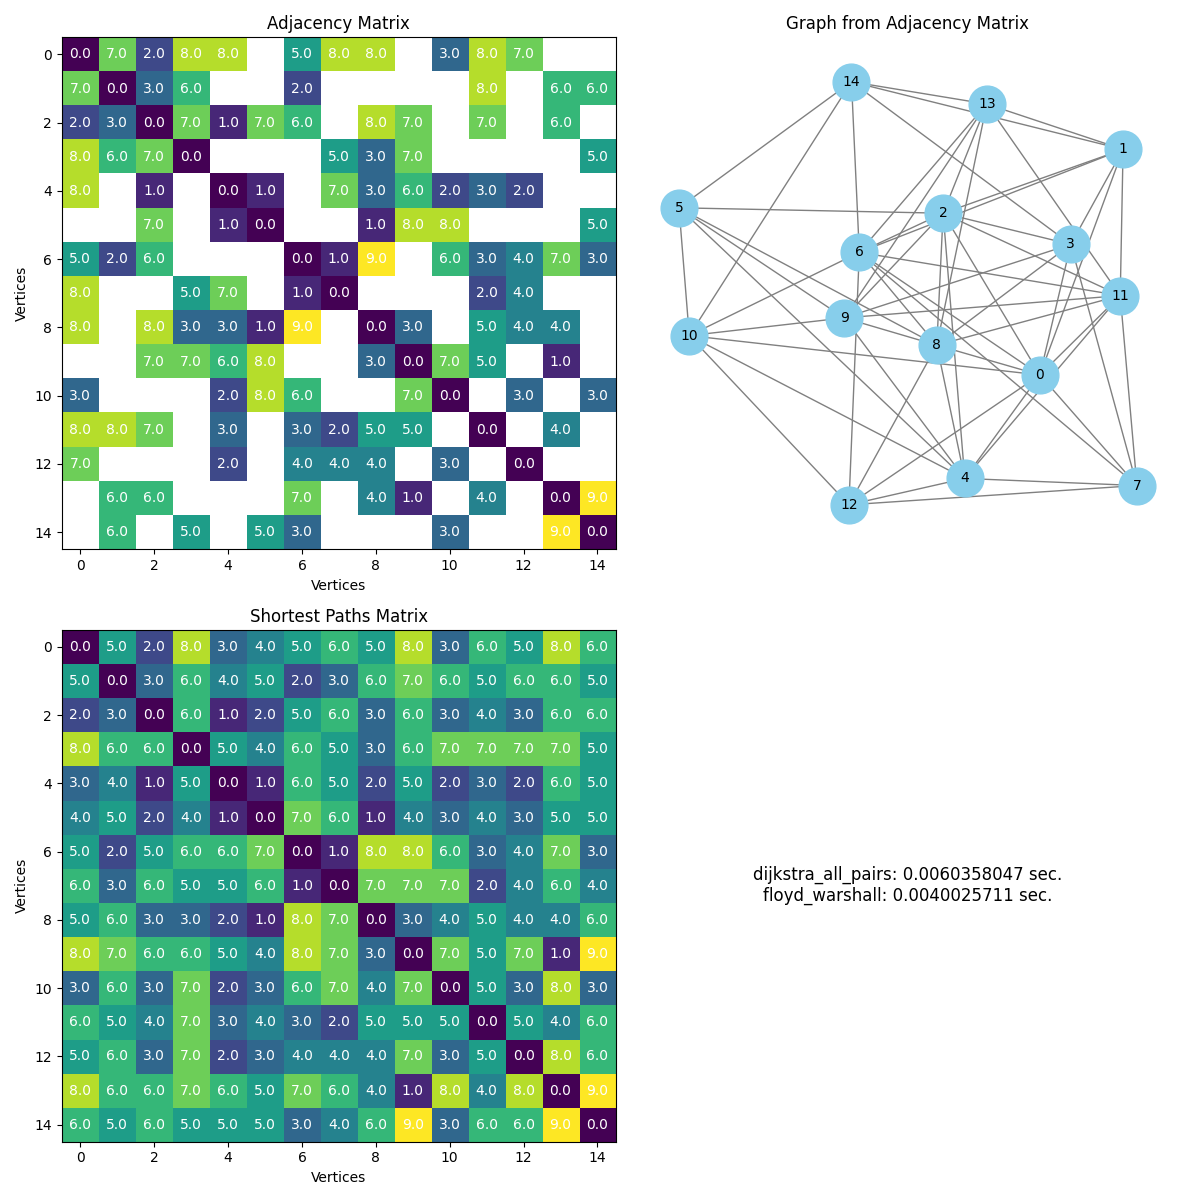 Adjacency Matrix
0 0.0 7.0 2.0 8.0 8.0 5.0 8.0 8.0 3.0 8.0 7.0
7.0 0.0 3.0 6.0 2.0 8.0 6.0 6.0
2 2.0 3.0 0.0 7.0 1.0 7.0 6.0 8.0 7.0 7.0 6.0
8.0 6.0 7.0 0.0 5.0 3.0 7.0 5.0
4 8.0 1.0 0.0 1.0 7.0 3.0 6.0 2.0 3.0 2.0
7.0 1.0 0.0 1.0 8.0 8.0 5.0
6 5.0 2.0 6.0 0.0 1.0 9.0 6.0 3.0 4.0 7.0 3.0
8.0 5.0 7.0 1.0 0.0 2.0 4.0
8 8.0 8.0 3.0 3.0 1.0 9.0 0.0 3.0 5.0 4.0 4.0
7.0 7.0 6.0 8.0 3.0 0.0 7.0 5.0 1.0
10 3.0 2.0 8.0 6.0 7.0 0.0 3.0 3.0
8.0 8.0 7.0 3.0 3.0 2.0 5.0 5.0 0.0 4.0
12 7.0 2.0 4.0 4.0 4.0 3.0 0.0
6.0 6.0 7.0 4.0 1.0 4.0 0.0 9.0
14 6.0 5.0 5.0 3.0 3.0 9.0 0.0
0 2 4 6 8 10 12 14
Vertices
Vertices
Graph from Adjacency Matrix
14
13
1
5
2
3
6
11
9
10
8
0
4
7
12
Shortest Paths Matrix
0 0.0 5.0 2.0 8.0 3.0 4.0 5.0 6.0 5.0 8.0 3.0 6.0 5.0 8.0 6.0
5.0 0.0 3.0 6.0 4.0 5.0 2.0 3.0 6.0 7.0 6.0 5.0 6.0 6.0 5.0
2 2.0 3.0 0.0 6.0 1.0 2.0 5.0 6.0 3.0 6.0 3.0 4.0 3.0 6.0 6.0
8.0 6.0 6.0 0.0 5.0 4.0 6.0 5.0 3.0 6.0 7.0 7.0 7.0 7.0 5.0
4 3.0 4.0 1.0 5.0 0.0 1.0 6.0 5.0 2.0 5.0 2.0 3.0 2.0 6.0 5.0
4.0 5.0 2.0 4.0 1.0 0.0 7.0 6.0 1.0 4.0 3.0 4.0 3.0 5.0 5.0
6 5.0 2.0 5.0 6.0 6.0 7.0 0.0 1.0 8.0 8.0 6.0 3.0 4.0 7.0 3.0
6.0 3.0 6.0 5.0 5.0 6.0 1.0 0.0 7.0 7.0 7.0 2.0 4.0 6.0 4.0
8 5.0 6.0 3.0 3.0 2.0 1.0 8.0 7.0 0.0 3.0 4.0 5.0 4.0 4.0 6.0
8.0 7.0 6.0 6.0 5.0 4.0 8.0 7.0 3.0 0.0 7.0 5.0 7.0 1.0 9.0
10 3.0 6.0 3.0 7.0 2.0 3.0 6.0 7.0 4.0 7.0 0.0 5.0 3.0 8.0 3.0
6.0 5.0 4.0 7.0 3.0 4.0 3.0 2.0 5.0 5.0 5.0 0.0 5.0 4.0 6.0
12 5.0 6.0 3.0 7.0 2.0 3.0 4.0 4.0 4.0 7.0 3.0 5.0 0.0 8.0 6.0
8.0 6.0 6.0 7.0 6.0 5.0 7.0 6.0 4.0 1.0 8.0 4.0 8.0 0.0 9.0
14 6.0 5.0 6.0 5.0 5.0 5.0 3.0 4.0 6.0 9.0 3.0 6.0 6.0 9.0 0.0
0 2 4 6 8 10 12 14
Vertices
Vertices
dijkstra_all_pairs: 0.0060358047 sec.
floyd_warshall: 0.0040025711 sec.